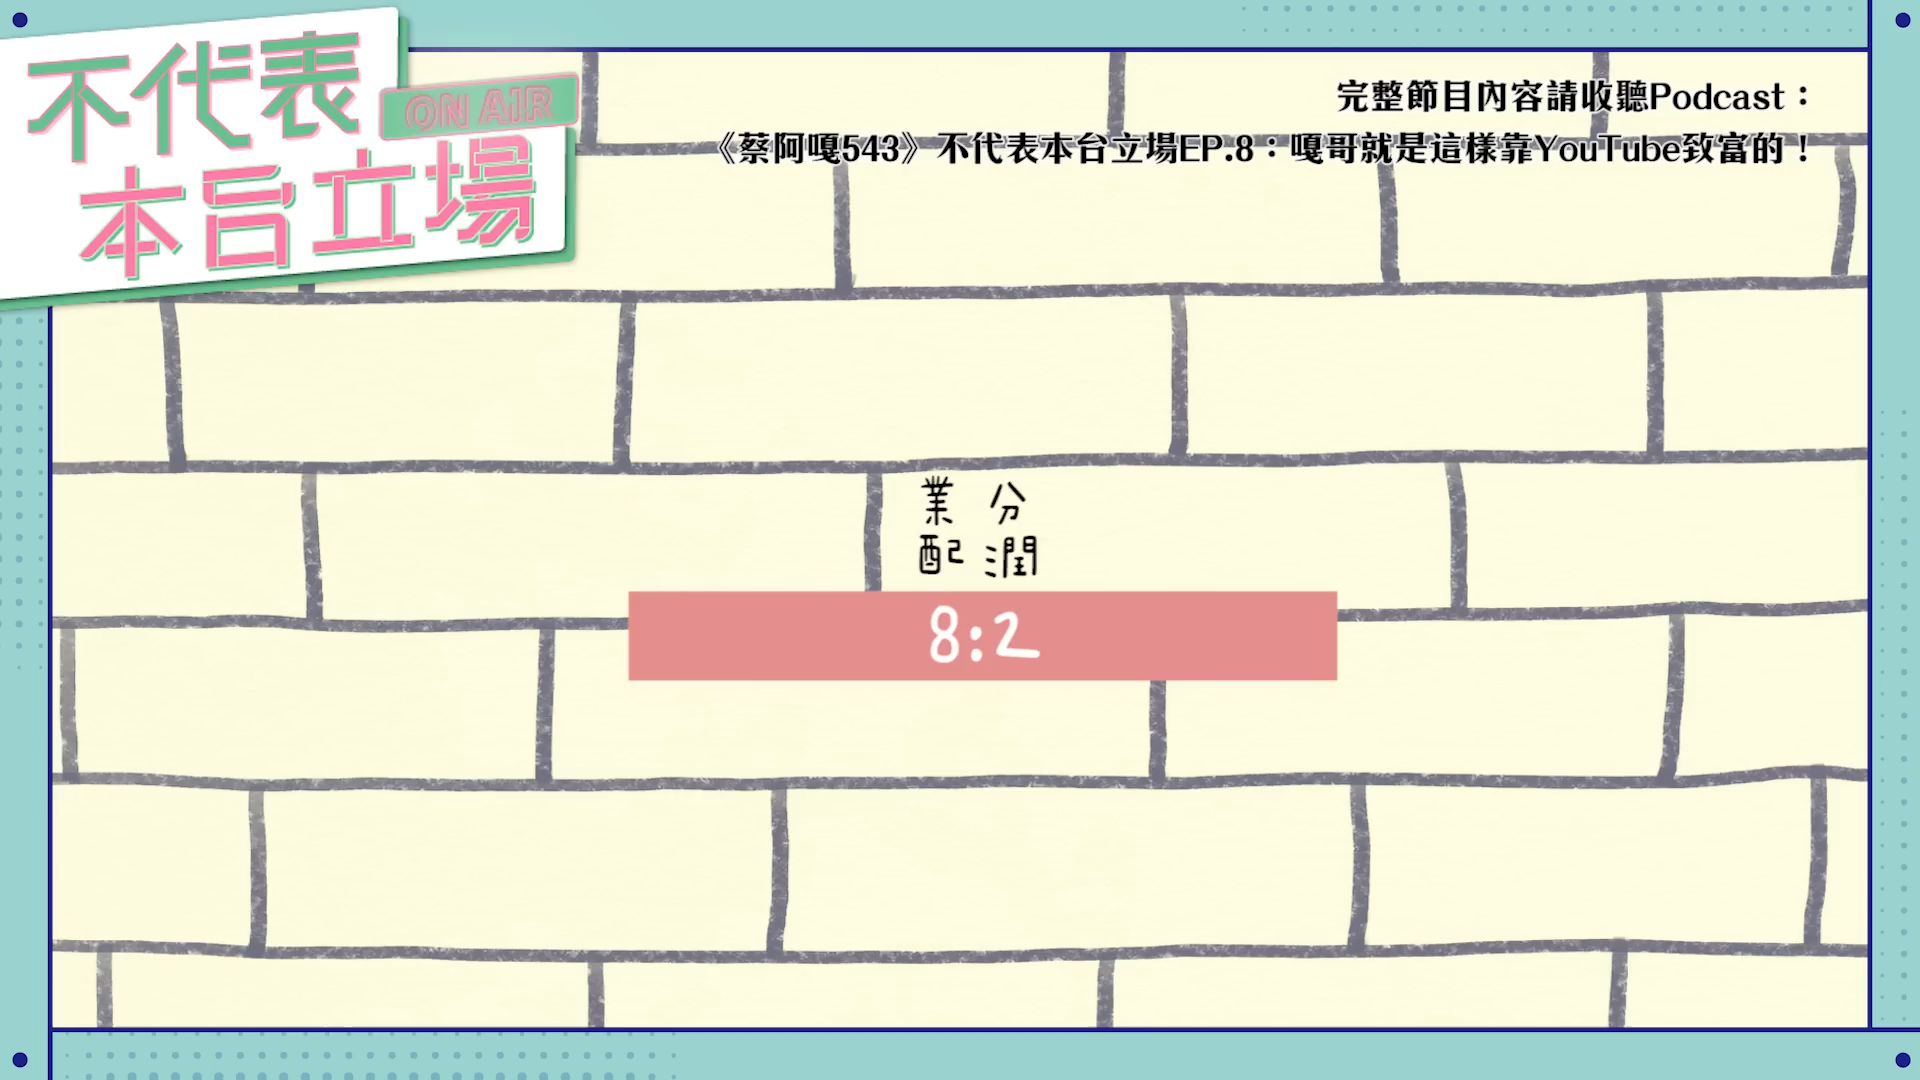 不代表
ON AIR
本台立場
完整節目內容請收聽Podcast：
《蔡阿嘎543》不代表本台立場EP.8：嘎哥就是這樣靠YouTube致富的！
業 分
配 潤
8:2